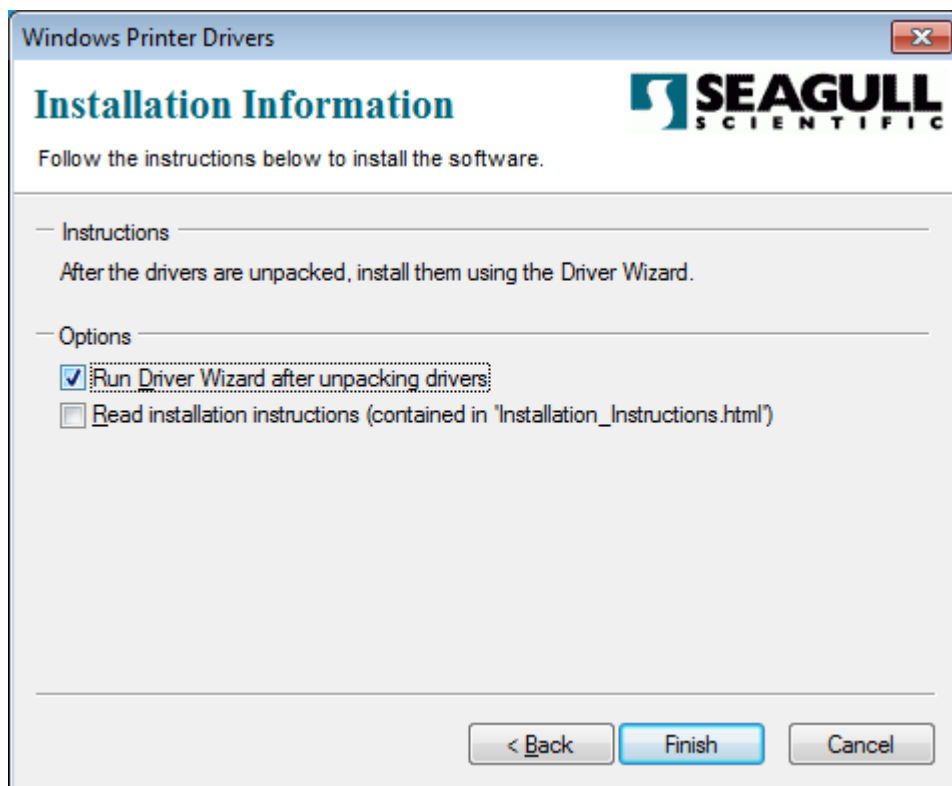 Windows Printer Drivers
Installation Information
SEAGULL
SCIENTIFIC
Follow the instructions below to install the software.
Instructions
After the drivers are unpacked, install them using the Driver Wizard.
Options
Run Driver Wizard after unpacking drivers
Read installation instructions (contained in "Installation_Instructions.html")
< Back
Finish
Cancel